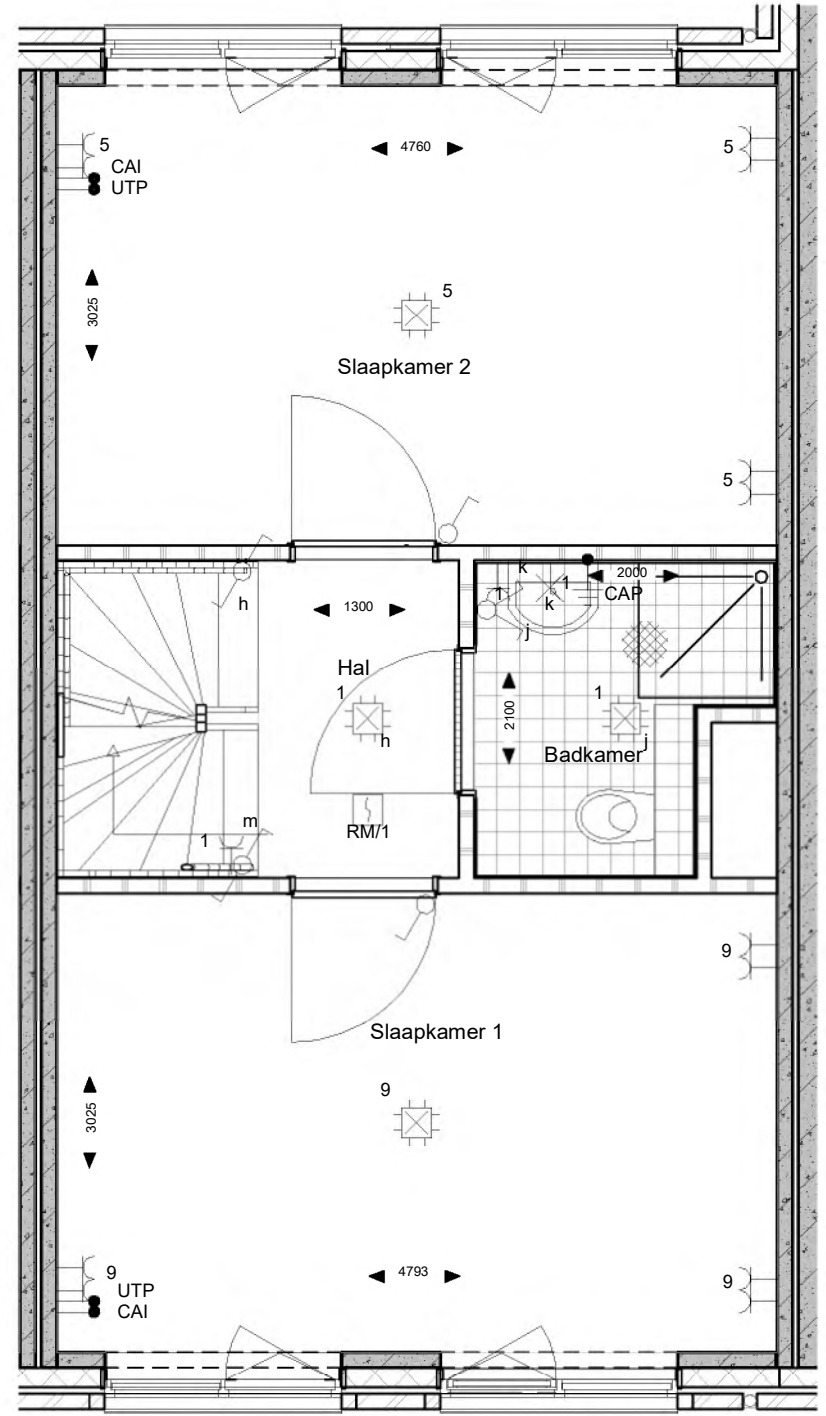 5
CAI
UTP
4760
5
3025
5
Slaapkamer 2
5
h
1300
k
1
1
k
2000
CAP
j
Hal
1
h
2100
1
j
Badkamer
m
1
RM/1
9
Slaapkamer 1
9
3025
9
UTP
CAI
4793
9